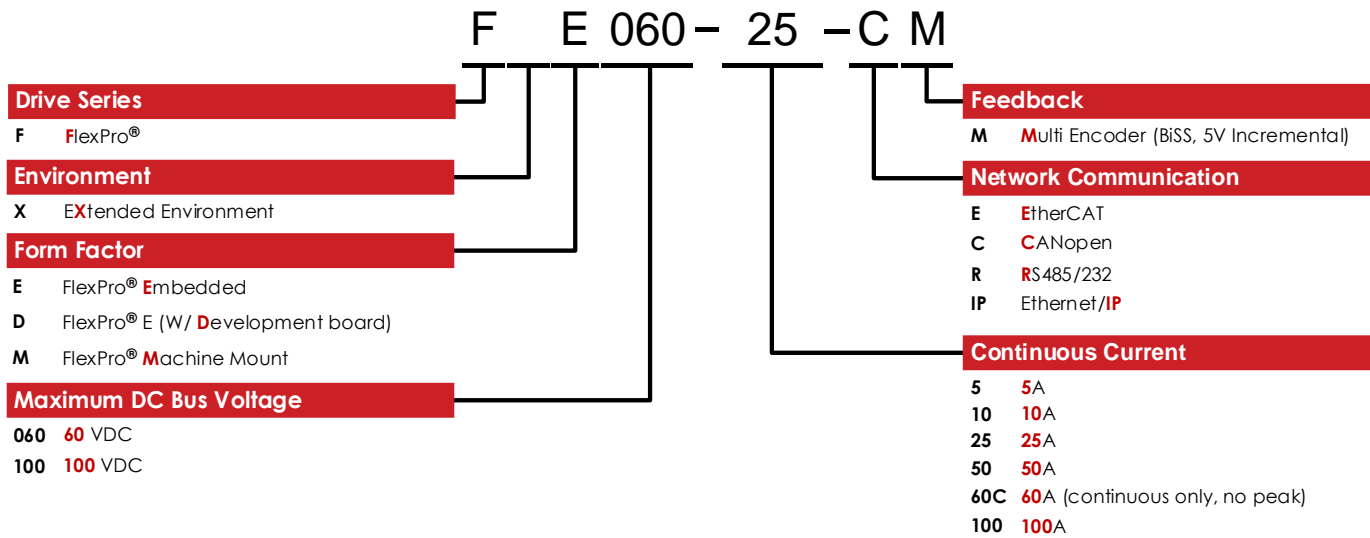 F E 060 – 25 – C M
Drive Series
F FlexPro®
Environment
X EXtended Environment
Form Factor
E FlexPro® Embedded
D FlexPro® E (W/ Development board)
M FlexPro® Machine Mount
Maximum DC Bus Voltage
060 60 VDC
100 100 VDC
Feedback
M Multi Encoder (BiSS, 5V Incremental)
Network Communication
E EtherCAT
C CANopen
R RS485/232
IP Ethernet/IP
Continuous Current
5 5A
10 10A
25 25A
50 50A
60C 60A (continuous only, no peak)
100 100A